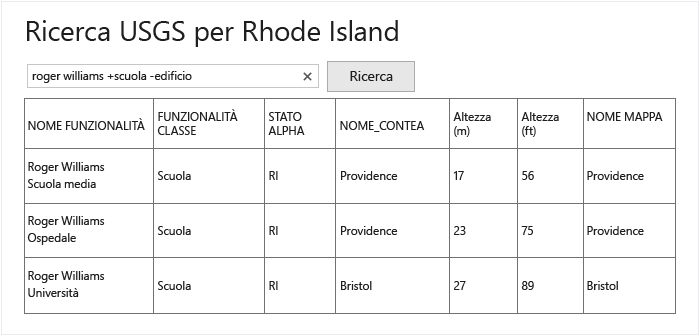 Ricerca USGS per Rhode Island
roger williams +scuola -edificio
Ricerca
NOME FUNZIONALITÀ FUNZIONALITÀ CLASSE STATO ALPHA NOME_CONTEA Altezza (m) Altezza (ft) NOME MAPPA
Roger Williams Scuola media Scuola RI Providence 17 56 Providence
Roger Williams Ospedale Scuola RI Providence 23 75 Providence
Roger Williams Università Scuola RI Bristol 27 89 Bristol